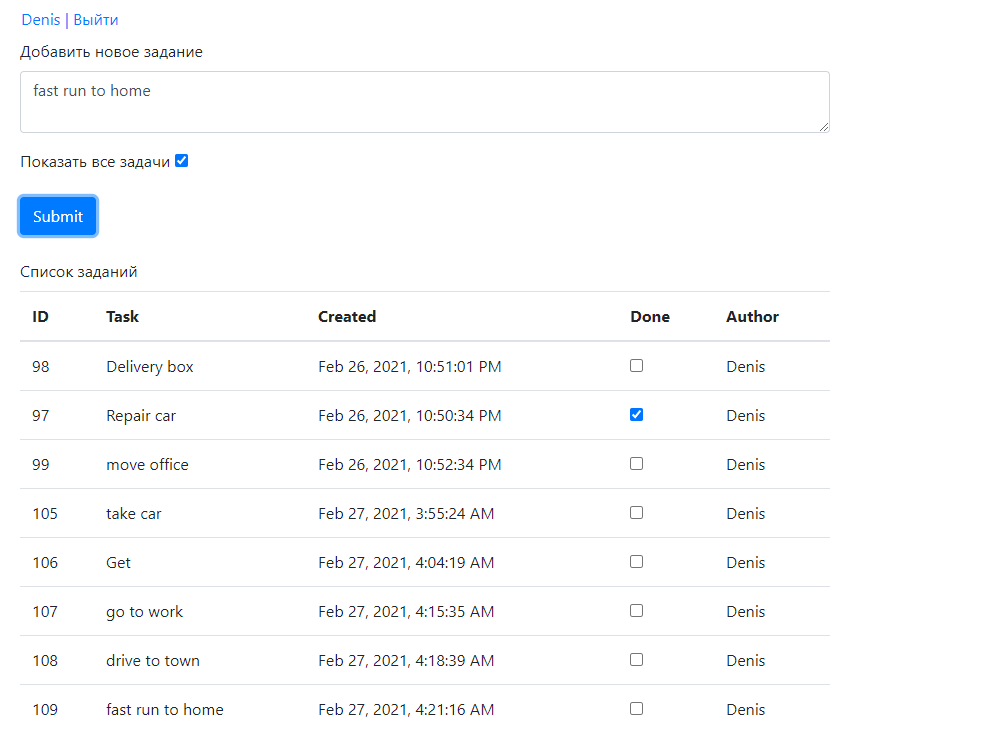 Denis | Выйти
Добавить новое задание
fast run to home
Показать все задачи
Submit
Список заданий
ID Task Created Done Author
98 Delivery box Feb 26, 2021, 10:51:01 PM Denis
97 Repair car Feb 26, 2021, 10:50:34 PM Denis
99 move office Feb 26, 2021, 10:52:34 PM Denis
105 take car Feb 27, 2021, 3:55:24 AM Denis
106 Get Feb 27, 2021, 4:04:19 AM Denis
107 go to work Feb 27, 2021, 4:15:35 AM Denis
108 drive to town Feb 27, 2021, 4:18:39 AM Denis
109 fast run to home Feb 27, 2021, 4:21:16 AM Denis